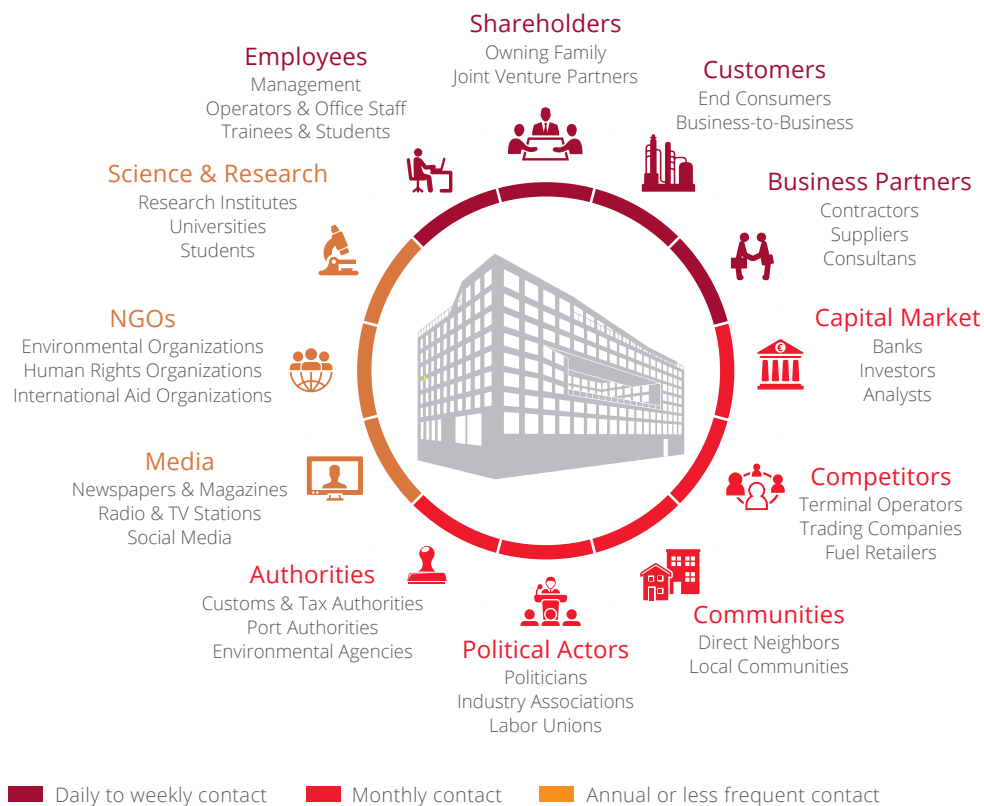 Shareholders
Owning Family
Joint Venture Partners
Employees
Management
Operators & Office Staff
Trainees & Students
Customers
End Consumers
Business-to-Business
Science & Research
Research Institutes
Universities
Students
Business Partners
Contractors
Suppliers
Consultans
NGOs
Environmental Organizations
Human Rights Organizations
International Aid Organizations
Capital Market
Banks
Investors
Analysts
Media
Newspapers & Magazines
Radio & TV Stations
Social Media
Competitors
Terminal Operators
Trading Companies
Fuel Retailers
Authorities
Customs & Tax Authorities
Port Authorities
Environmental Agencies
Political Actors
Politicians
Industry Associations
Labor Unions
Communities
Direct Neighbors
Local Communities
Daily to weekly contact
Monthly contact
Annual or less frequent contact